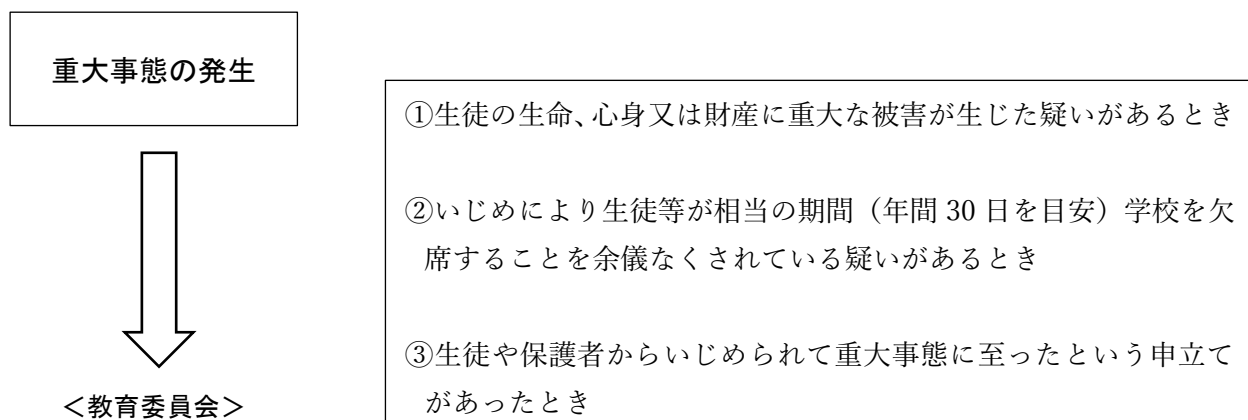 重大事態の発生
①生徒の生命、心身又は財産に重大な被害が生じた疑いがあるとき
②いじめにより生徒等が相当の期間（年間 30 日を目安）学校を欠
席することを余儀なくされている疑いがあるとき
③生徒や保護者からいじめられて重大事態に至ったという申立て
があったとき
＜教育委員会＞